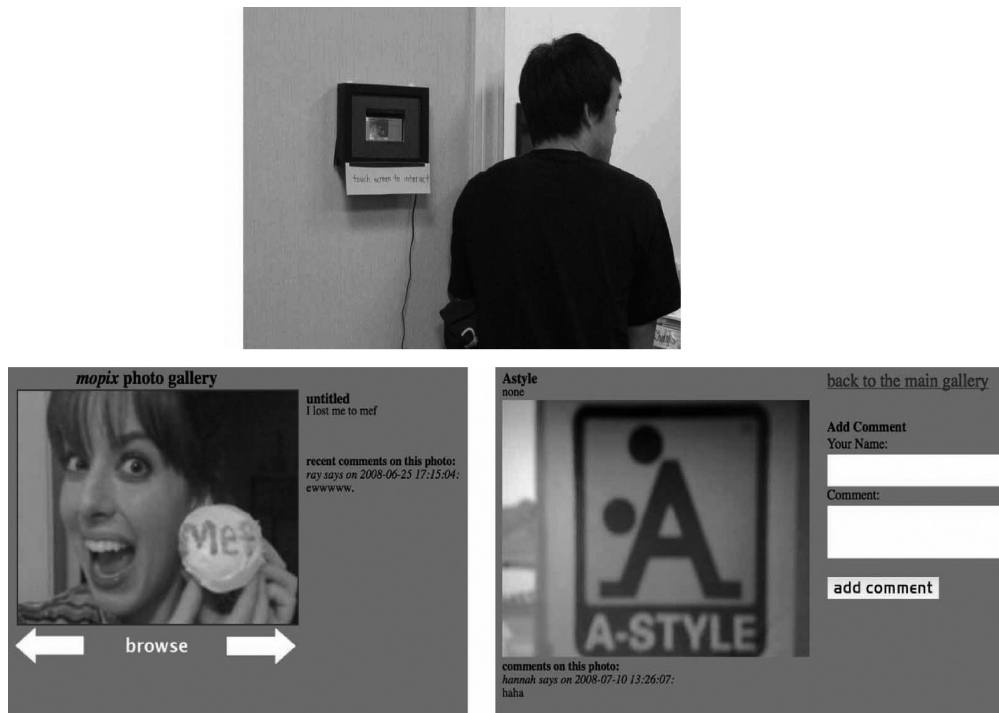 touch screen to interact
mopix photo gallery
untitled
I lost me to mef
recent comments on this photo:
ray says on 2008-06-25 17:15:04:
ewwwww.
Mef
browse
Astyle
none
A
A-STYLE
comments on this photo:
hannah says on 2008-07-10 13:26:07:
haha
back to the main gallery
Add Comment
Your Name:
Comment:
add comment